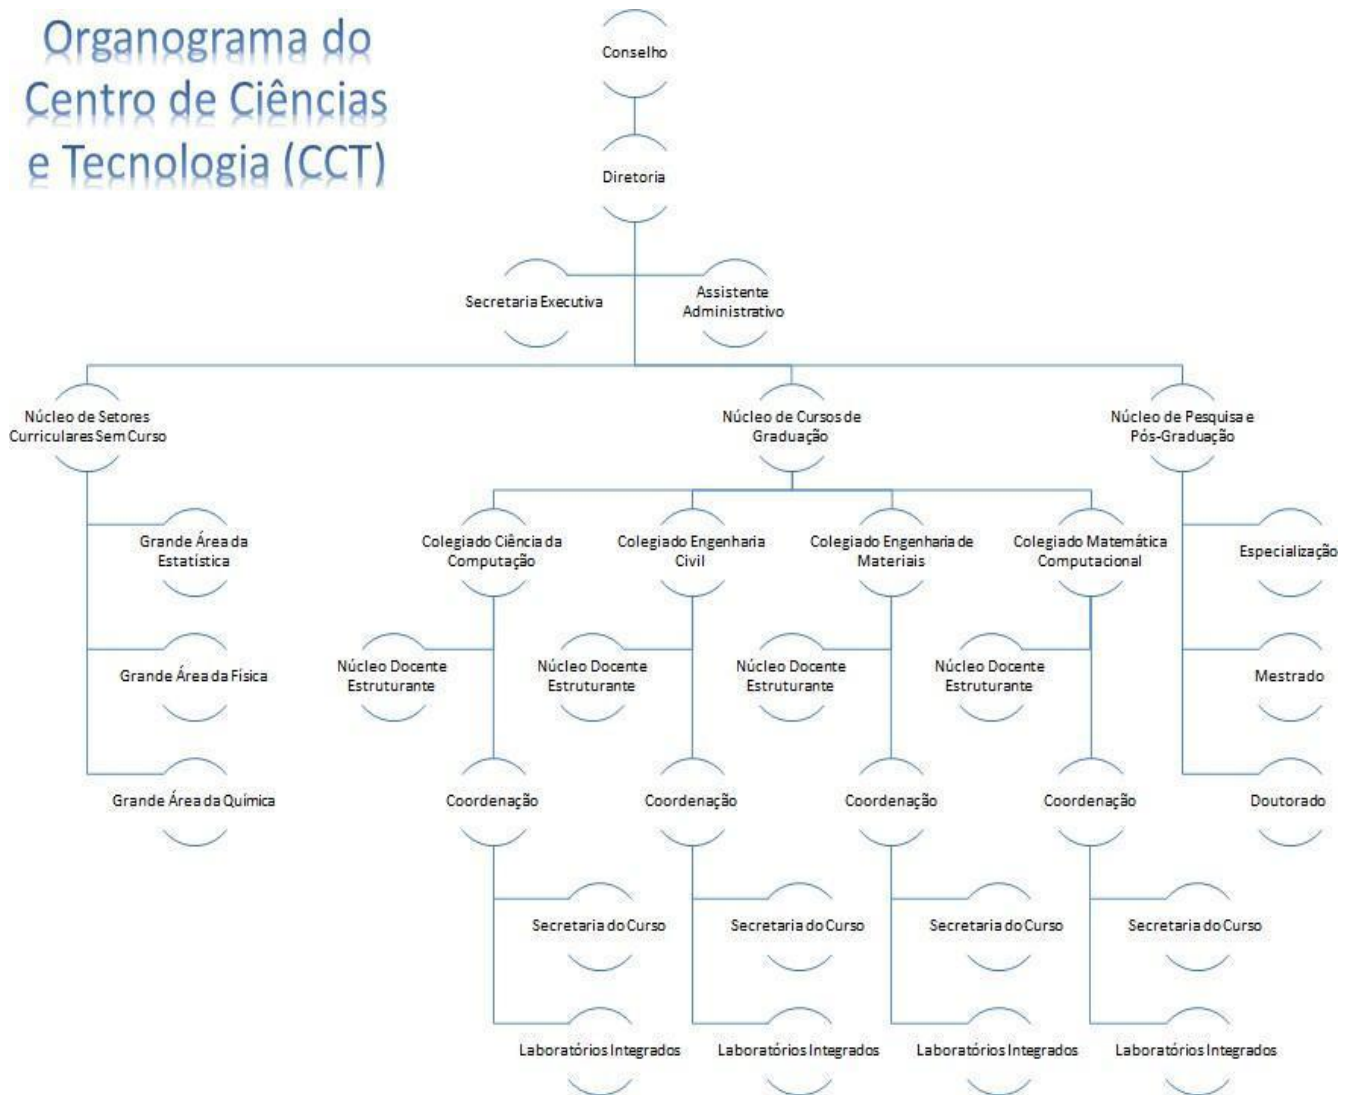 Organograma do
Centro de Ciências
e Tecnologia (CCT)
Conselho
Diretoria
Secretaria Executiva
Assistente
Administrativo
Núcleo de Setores
Curriculares Sem Curso
Núcleo de Cursos de
Graduação
Núcleo de Pesquisa e
Pós-Graduação
Grande Área da
Estatística
Colegiado Ciência da
Computação
Colegiado Engenharia
Civil
Colegiado Engenharia de
Materiais
Colegiado Matemática
Computacional
Especialização
Grande Área da Física
Núcleo Docente
Estruturante
Núcleo Docente
Estruturante
Núcleo Docente
Estruturante
Núcleo Docente
Estruturante
Mestrado
Grande Área da Química
Coordenação
Coordenação
Coordenação
Coordenação
Doutorado
Secretaria do Curso
Secretaria do Curso
Secretaria do Curso
Secretaria do Curso
Laboratórios Integrados
Laboratórios Integrados
Laboratórios Integrados
Laboratórios Integrados